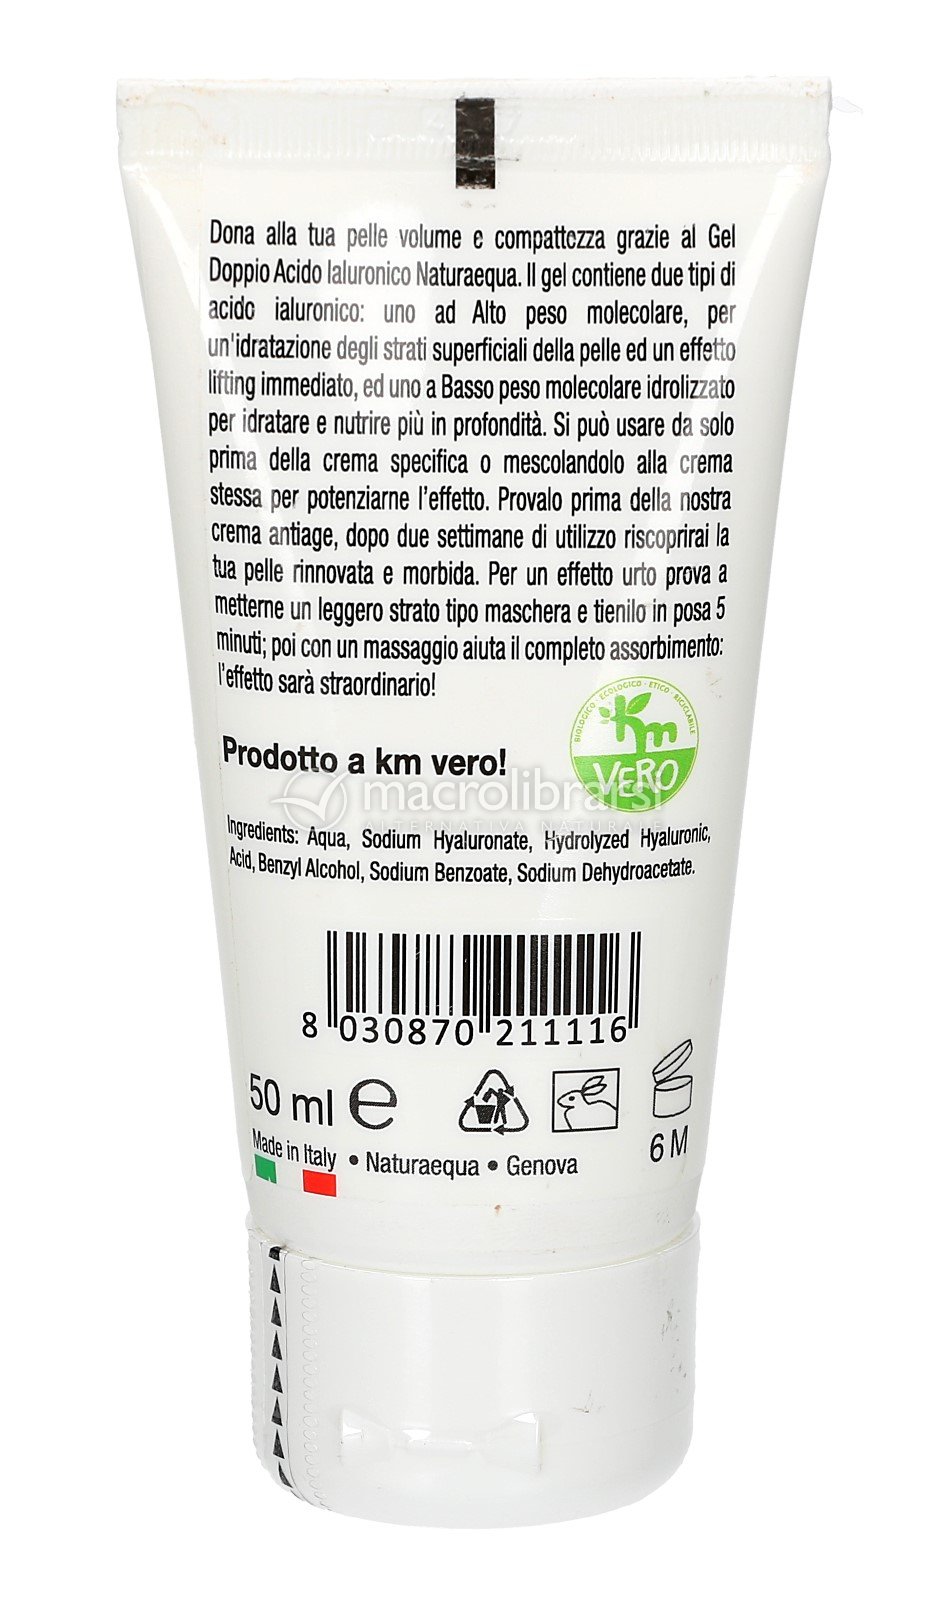 Dona alla tua pelle volume e compattezza grazie al Gel
Doppio Acido Ialuronico Naturaequa. Il gel contiene due tipi di
acido ialuronico: uno ad Alto peso molecolare, per
un'idratazione degli strati superficiali della pelle ed un effetto
lifting immediato, ed uno a Basso peso molecolare idrolizzato
per idratare e nutrire più in profondità. Si può usare da solo
prima della crema specifica o mescolandolo alla crema
stessa per potenziarne l'effetto. Provalo prima della nostra
crema antiage, dopo due settimane di utilizzo riscoprirai la
tua pelle rinnovata e morbida. Per un effetto urto prova a
metterne un leggero strato tipo maschera e tienilo in posa 5
minuti; poi con un massaggio aiuta il completo assorbimento:
l'effetto sarà straordinario!
BIOLOGICO · ECOLOGICO · ETICO · RICICLABILE
Km
VERO
Prodotto a km vero!
macrolibrarsi
ALTERNATIVA NATURALE
Ingredients: Aqua, Sodium Hyaluronate, Hydrolyzed Hyaluronic,
Acid, Benzyl Alcohol, Sodium Benzoate, Sodium Dehydroacetate.
8 030870 211116
50 ml e
6 M
Made in Italy • Naturaequa • Genova